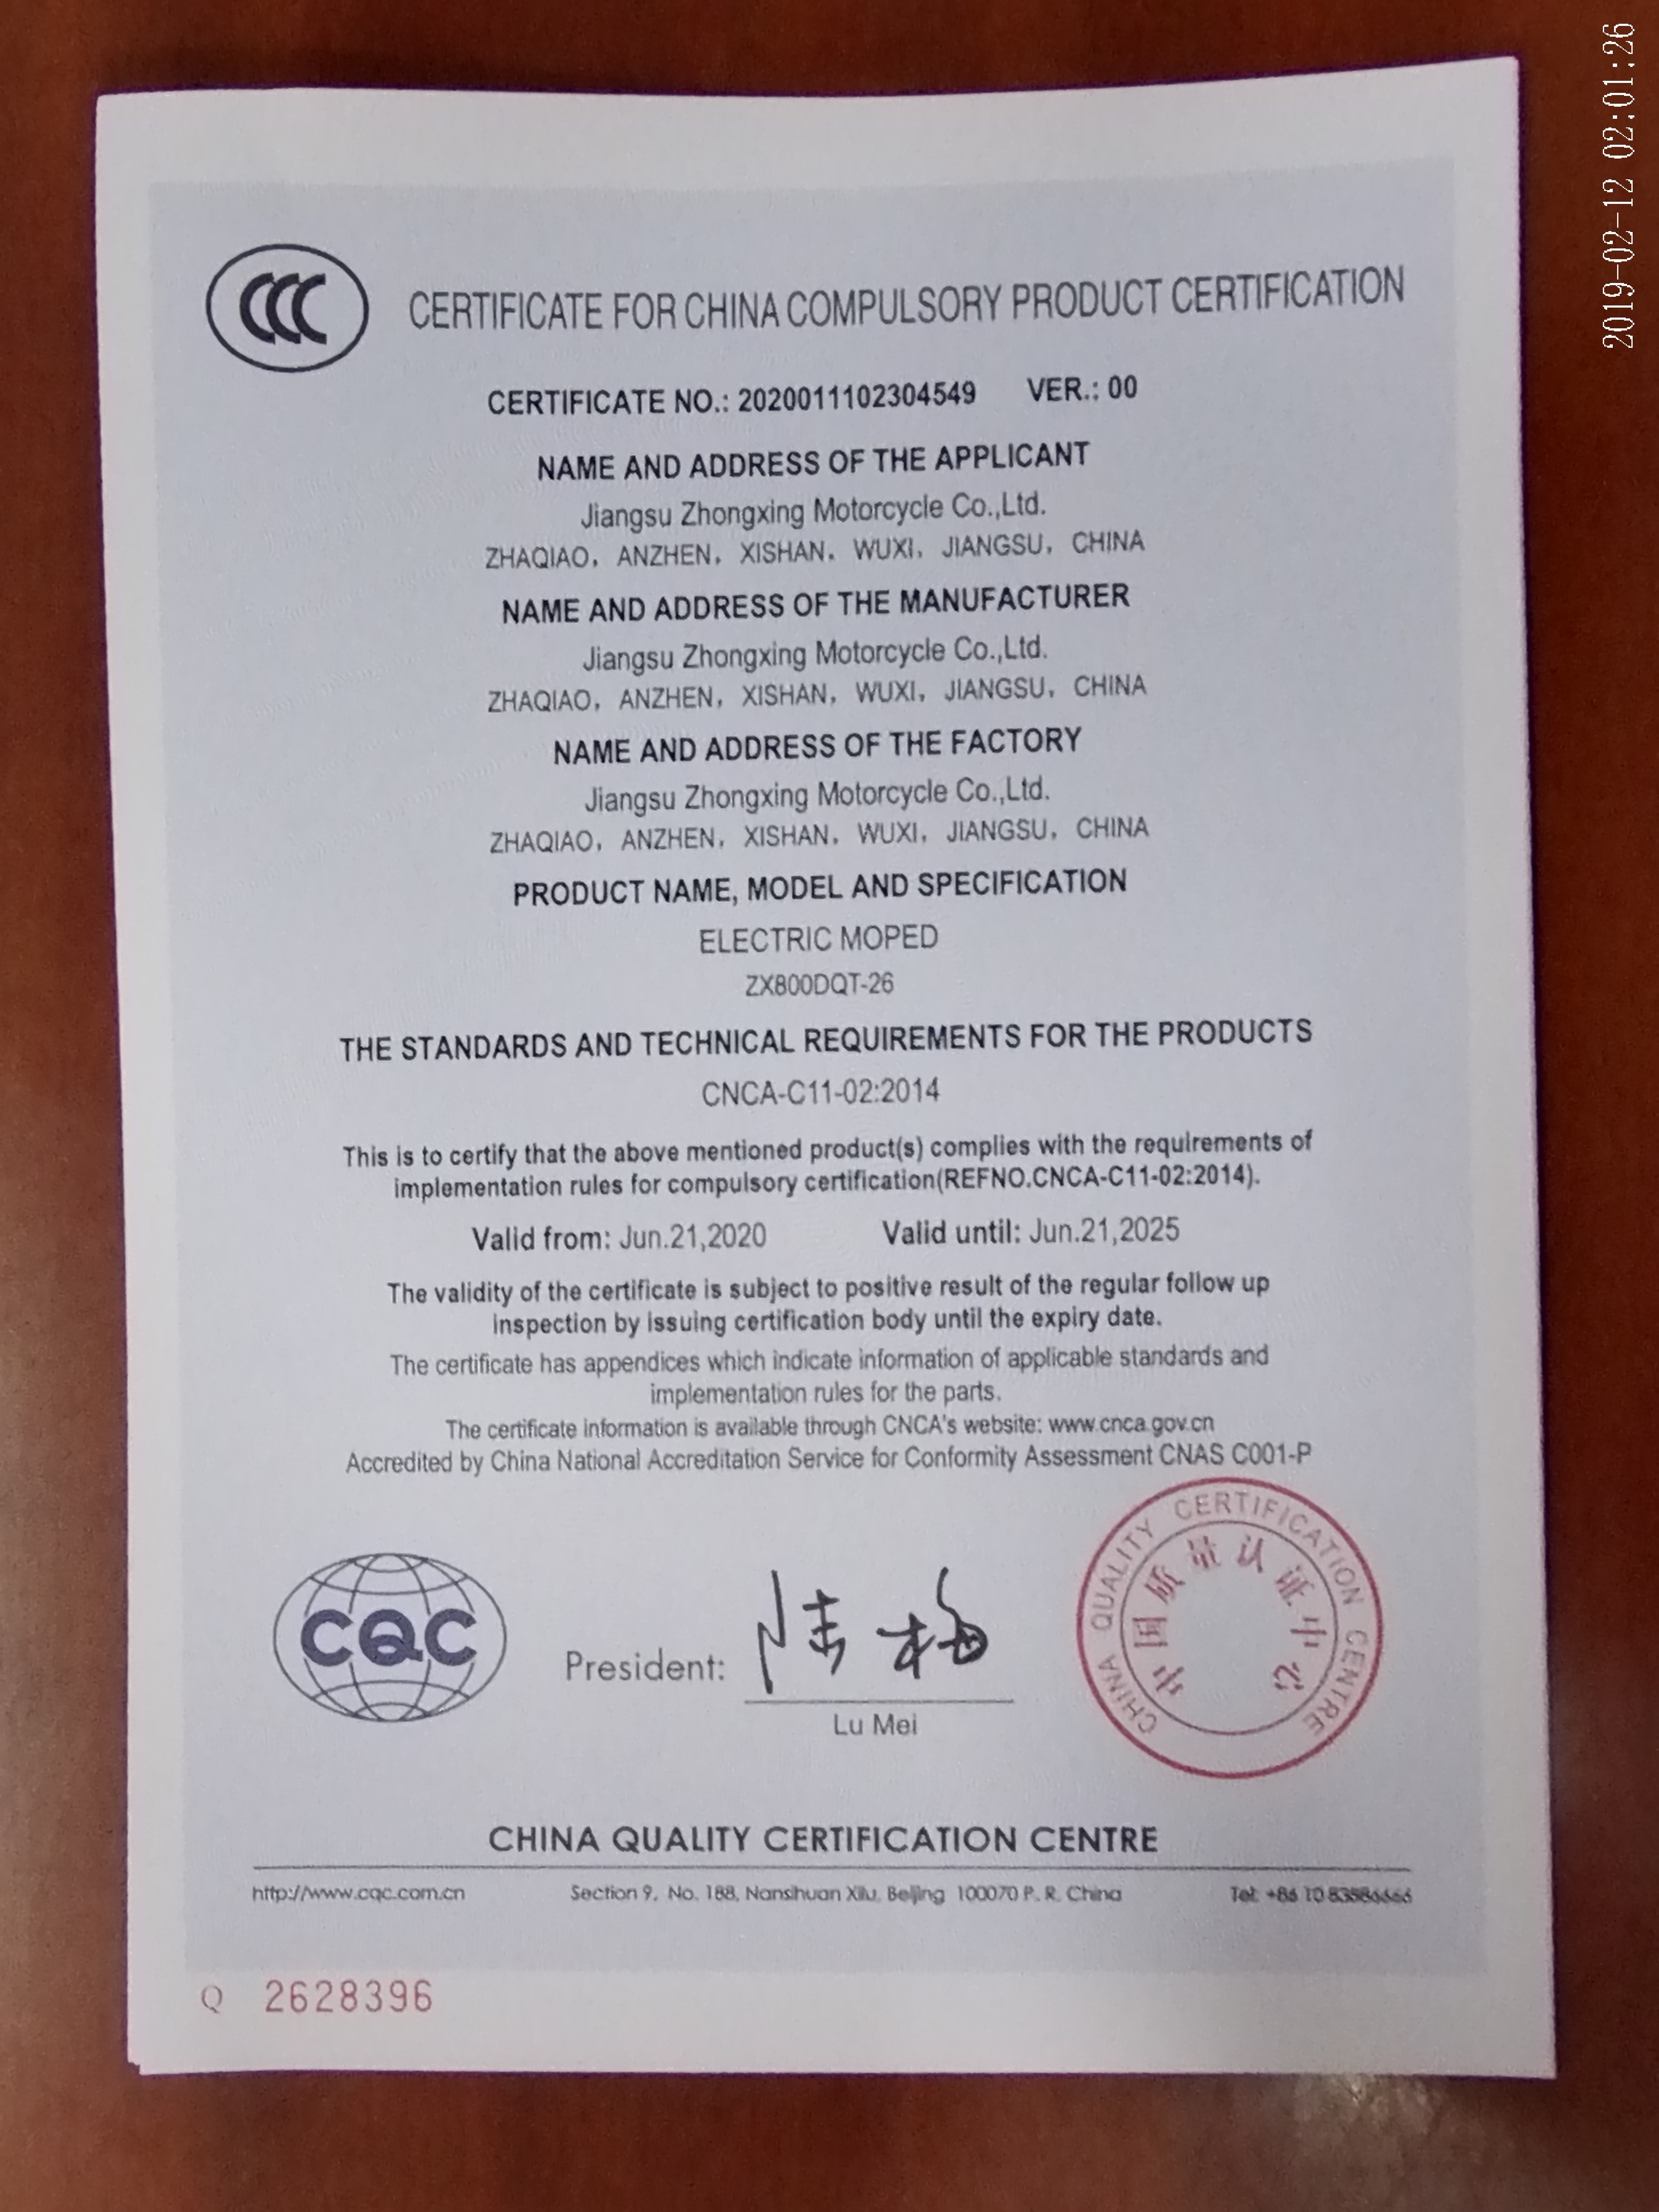 2019-02-12 02:01:26
CCC
CERTIFICATE FOR CHINA COMPULSORY PRODUCT CERTIFICATION
CERTIFICATE NO.: 2020011102304549 VER.: 00
NAME AND ADDRESS OF THE APPLICANT
Jiangsu Zhongxing Motorcycle Co.,Ltd.
ZHAQIAO, ANZHEN, XISHAN, WUXI, JIANGSU, CHINA
NAME AND ADDRESS OF THE MANUFACTURER
Jiangsu Zhongxing Motorcycle Co.,Ltd.
ZHAQIAO, ANZHEN, XISHAN, WUXI, JIANGSU, CHINA
NAME AND ADDRESS OF THE FACTORY
Jiangsu Zhongxing Motorcycle Co.,Ltd.
ZHAQIAO, ANZHEN, XISHAN, WUXI, JIANGSU, CHINA
PRODUCT NAME, MODEL AND SPECIFICATION
ELECTRIC MOPED
ZX800DQT-26
THE STANDARDS AND TECHNICAL REQUIREMENTS FOR THE PRODUCTS
CNCA-C11-02:2014
This is to certify that the above mentioned product(s) complies with the requirements of
implementation rules for compulsory certification(REFNO.CNCA-C11-02:2014).
Valid from: Jun.21,2020 Valid until: Jun.21,2025
The validity of the certificate is subject to positive result of the regular follow up
inspection by issuing certification body until the expiry date.
The certificate has appendices which indicate information of applicable standards and
implementation rules for the parts.
The certificate information is available through CNCA's website: www.cnca.gov.cn
Accredited by China National Accreditation Service for Conformity Assessment CNAS C001-P
CQC
President: 陆梅
Lu Mei
CHINA QUALITY CERTIFICATION CENTRE
中国质量认证中心
CHINA QUALITY CERTIFICATION CENTRE
http://www.cqc.com.cn Section 9, No. 188, Nansihuan Xilu, Beijing 100070 P. R. China Tel: +86 10 83886666
Q 2628396